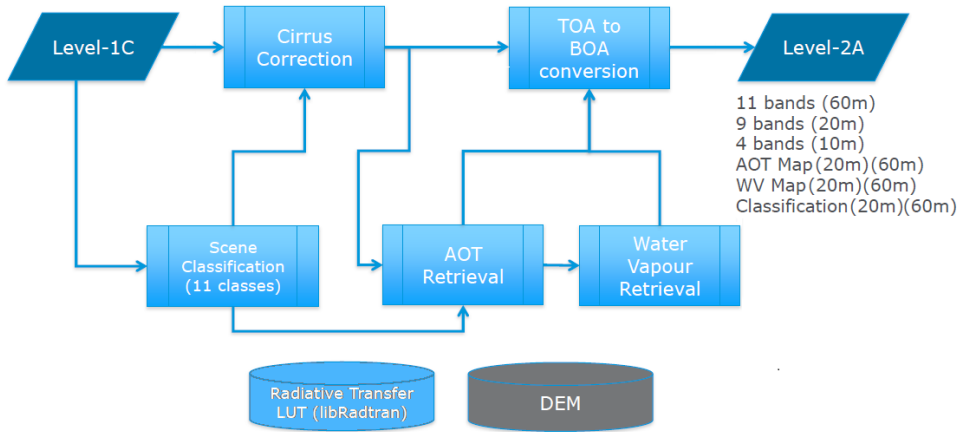 Level-1C
Cirrus
Correction
TOA to
BOA
conversion
Level-2A
11 bands (60m)
9 bands (20m)
4 bands (10m)
AOT Map(20m)(60m)
WV Map(20m)(60m)
Classification(20m)(60m)
Scene
Classification
(11 classes)
AOT
Retrieval
Water
Vapour
Retrieval
Radiative Transfer
LUT (libRadtran)
DEM